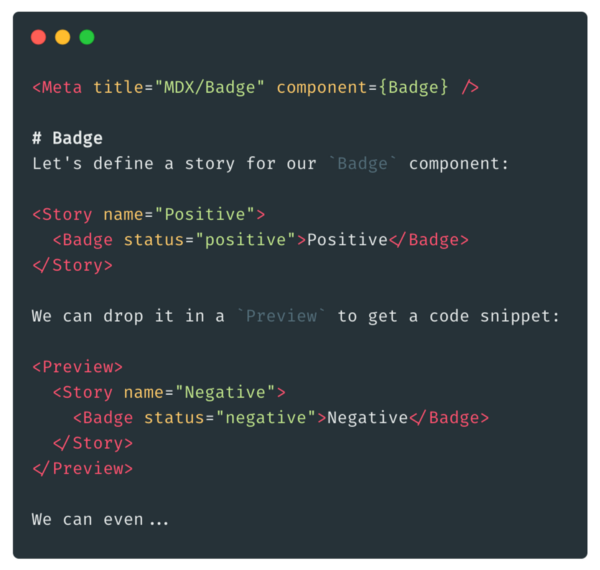 <Meta title="MDX/Badge" component={Badge} />
# Badge
Let's define a story for our `Badge` component:
<Story name="Positive">
  <Badge status="positive">Positive</Badge>
</Story>
We can drop it in a `Preview` to get a code snippet:
<Preview>
  <Story name="Negative">
    <Badge status="negative">Negative</Badge>
  </Story>
</Preview>
We can even...